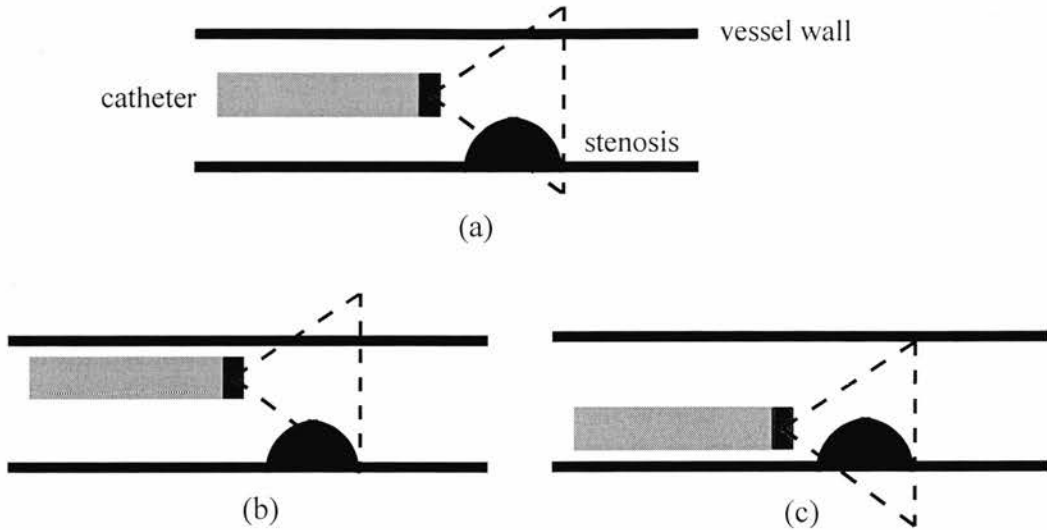 vessel wall
catheter
stenosis
(a)
(b)
(c)